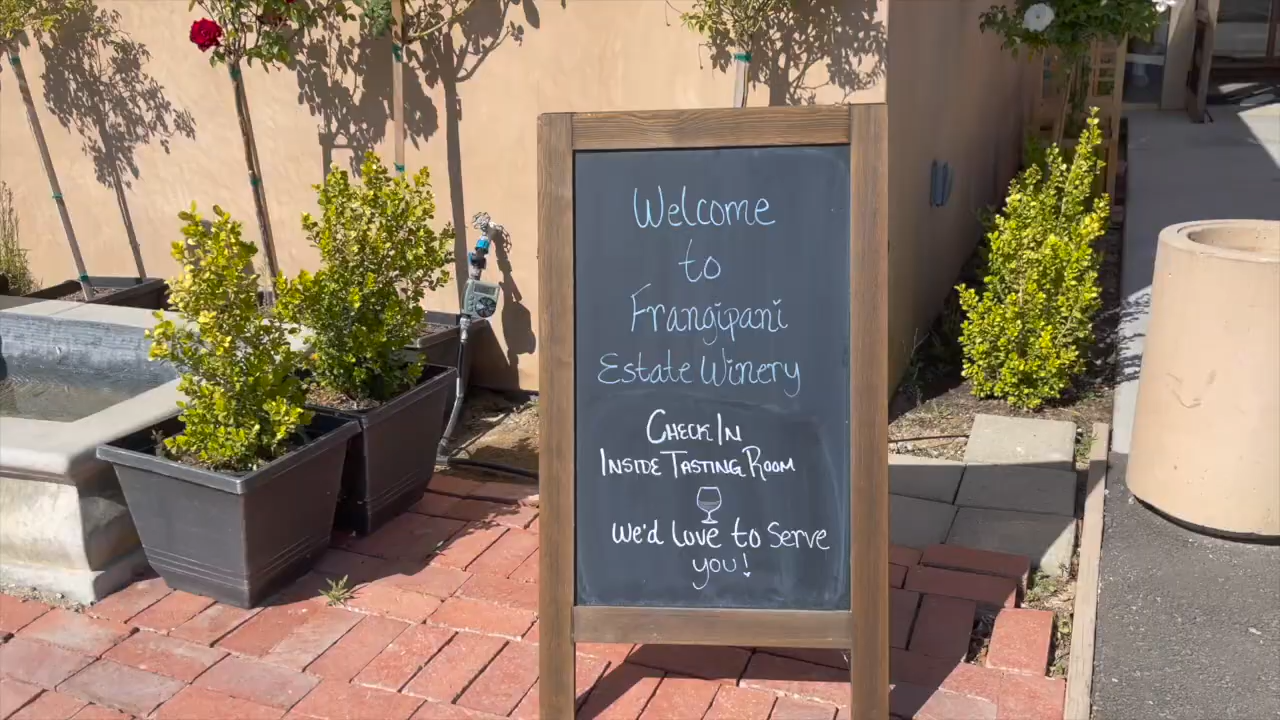 Welcome
to
Frangipani
Estate Winery
CHECK IN
INSIDE TASTING ROOM
We'd love to Serve
you!